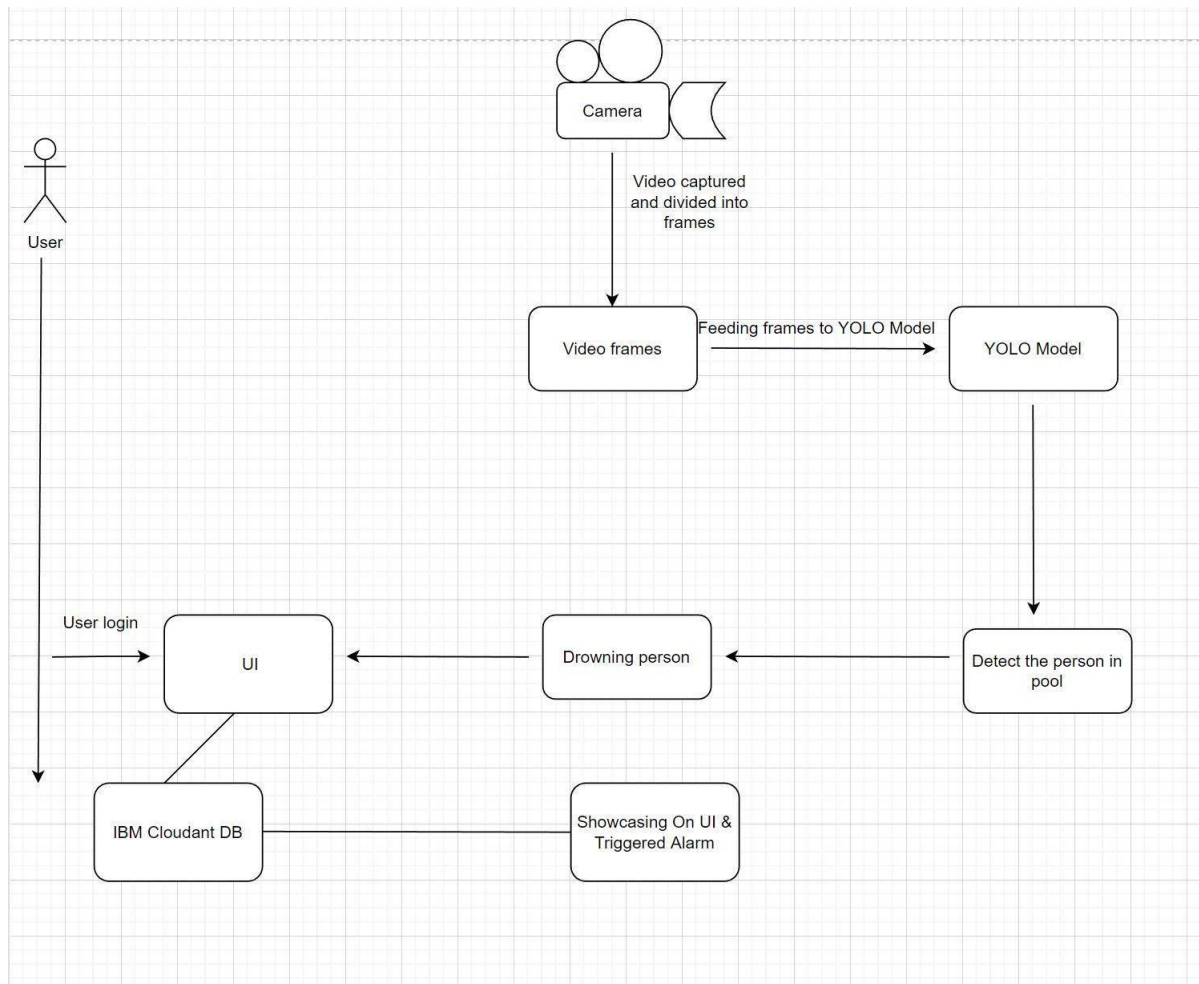 Camera
Video captured
and divided into
frames
User
Video frames
Feeding frames to YOLO Model
YOLO Model
User login
UI
Drowning person
Detect the person in
pool
IBM Cloudant DB
Showcasing On UI &
Triggered Alarm